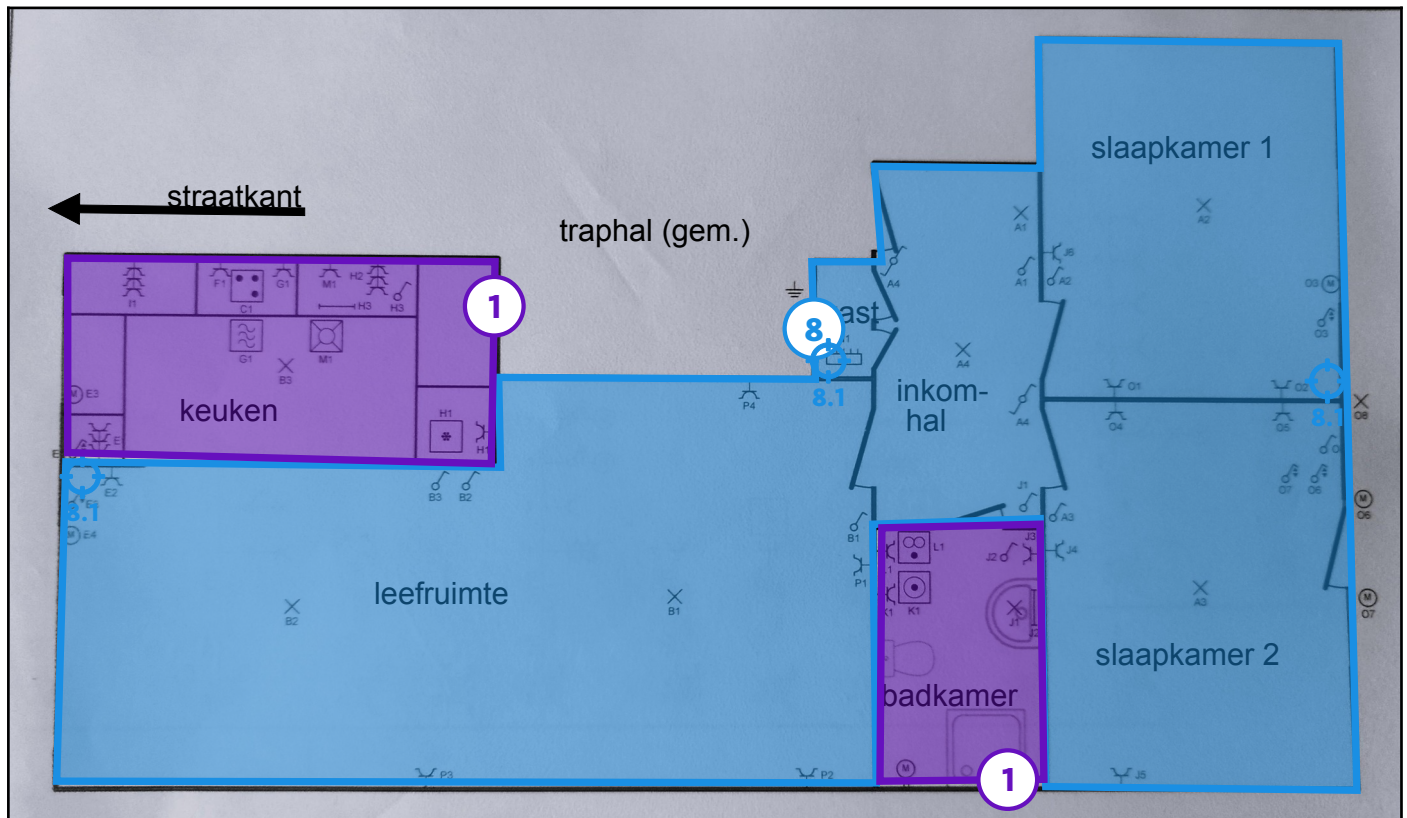 slaapkamer 1
straatkant
traphal (gem.)
A2
A1
J6
A1
A2
A4
O3
M
O3
I1
F1
C1
G1
M1
H2
H3
H3
1
8
8.1
A4
G1
M1
B3
M
E3
keuken
H1
H1
P4
inkom-
hal
A4
O1
O2
O4
O5
8.1
O8
E2
8.1
M
E4
B3
B2
B1
P1
J1
A3
O7
O6
M
O6
L1
J2
J3
J4
K1
J1
leefruimte
B2
B1
A3
M
O7
slaapkamer 2
badkamer
P3
P2
M
1
J5